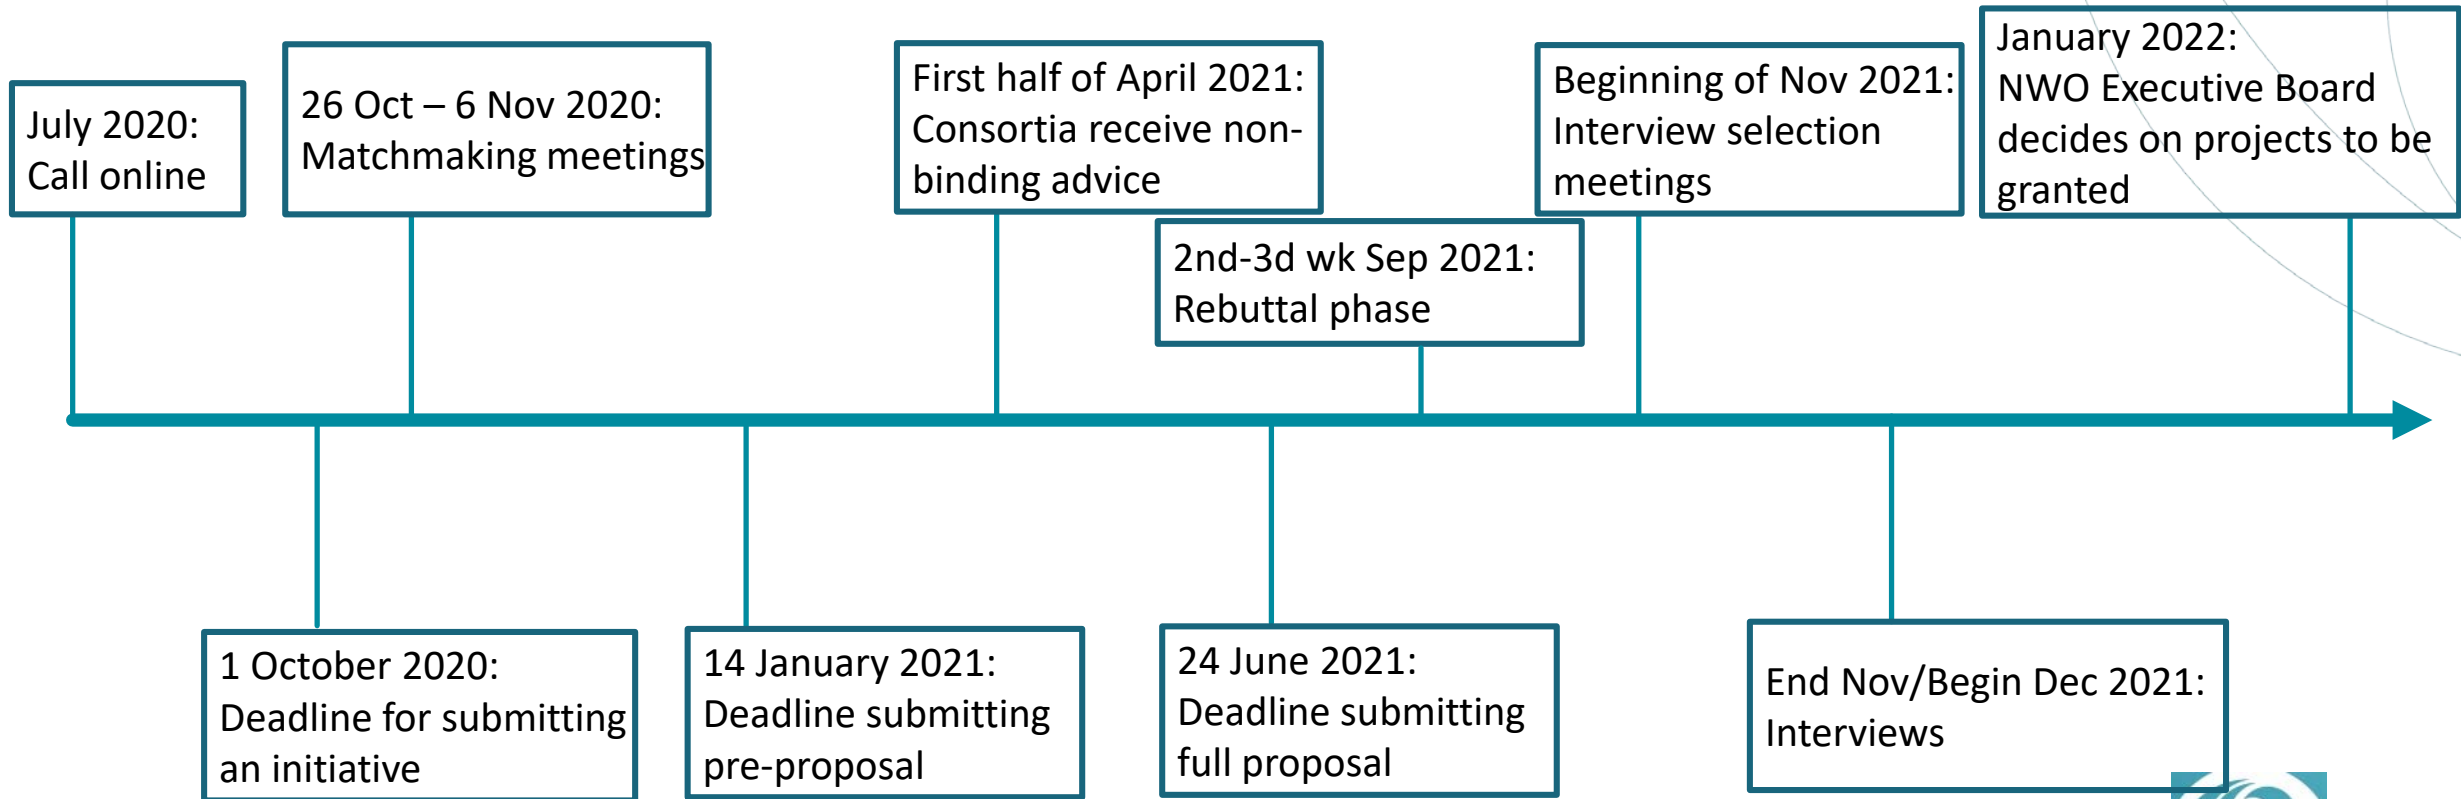 July 2020:
Call online
26 Oct – 6 Nov 2020:
Matchmaking meetings
First half of April 2021:
Consortia receive non-
binding advice
2nd-3d wk Sep 2021:
Rebuttal phase
Beginning of Nov 2021:
Interview selection
meetings
January 2022:
NWO Executive Board
decides on projects to be
granted
1 October 2020:
Deadline for submitting
an initiative
14 January 2021:
Deadline submitting
pre-proposal
24 June 2021:
Deadline submitting
full proposal
End Nov/Begin Dec 2021:
Interviews